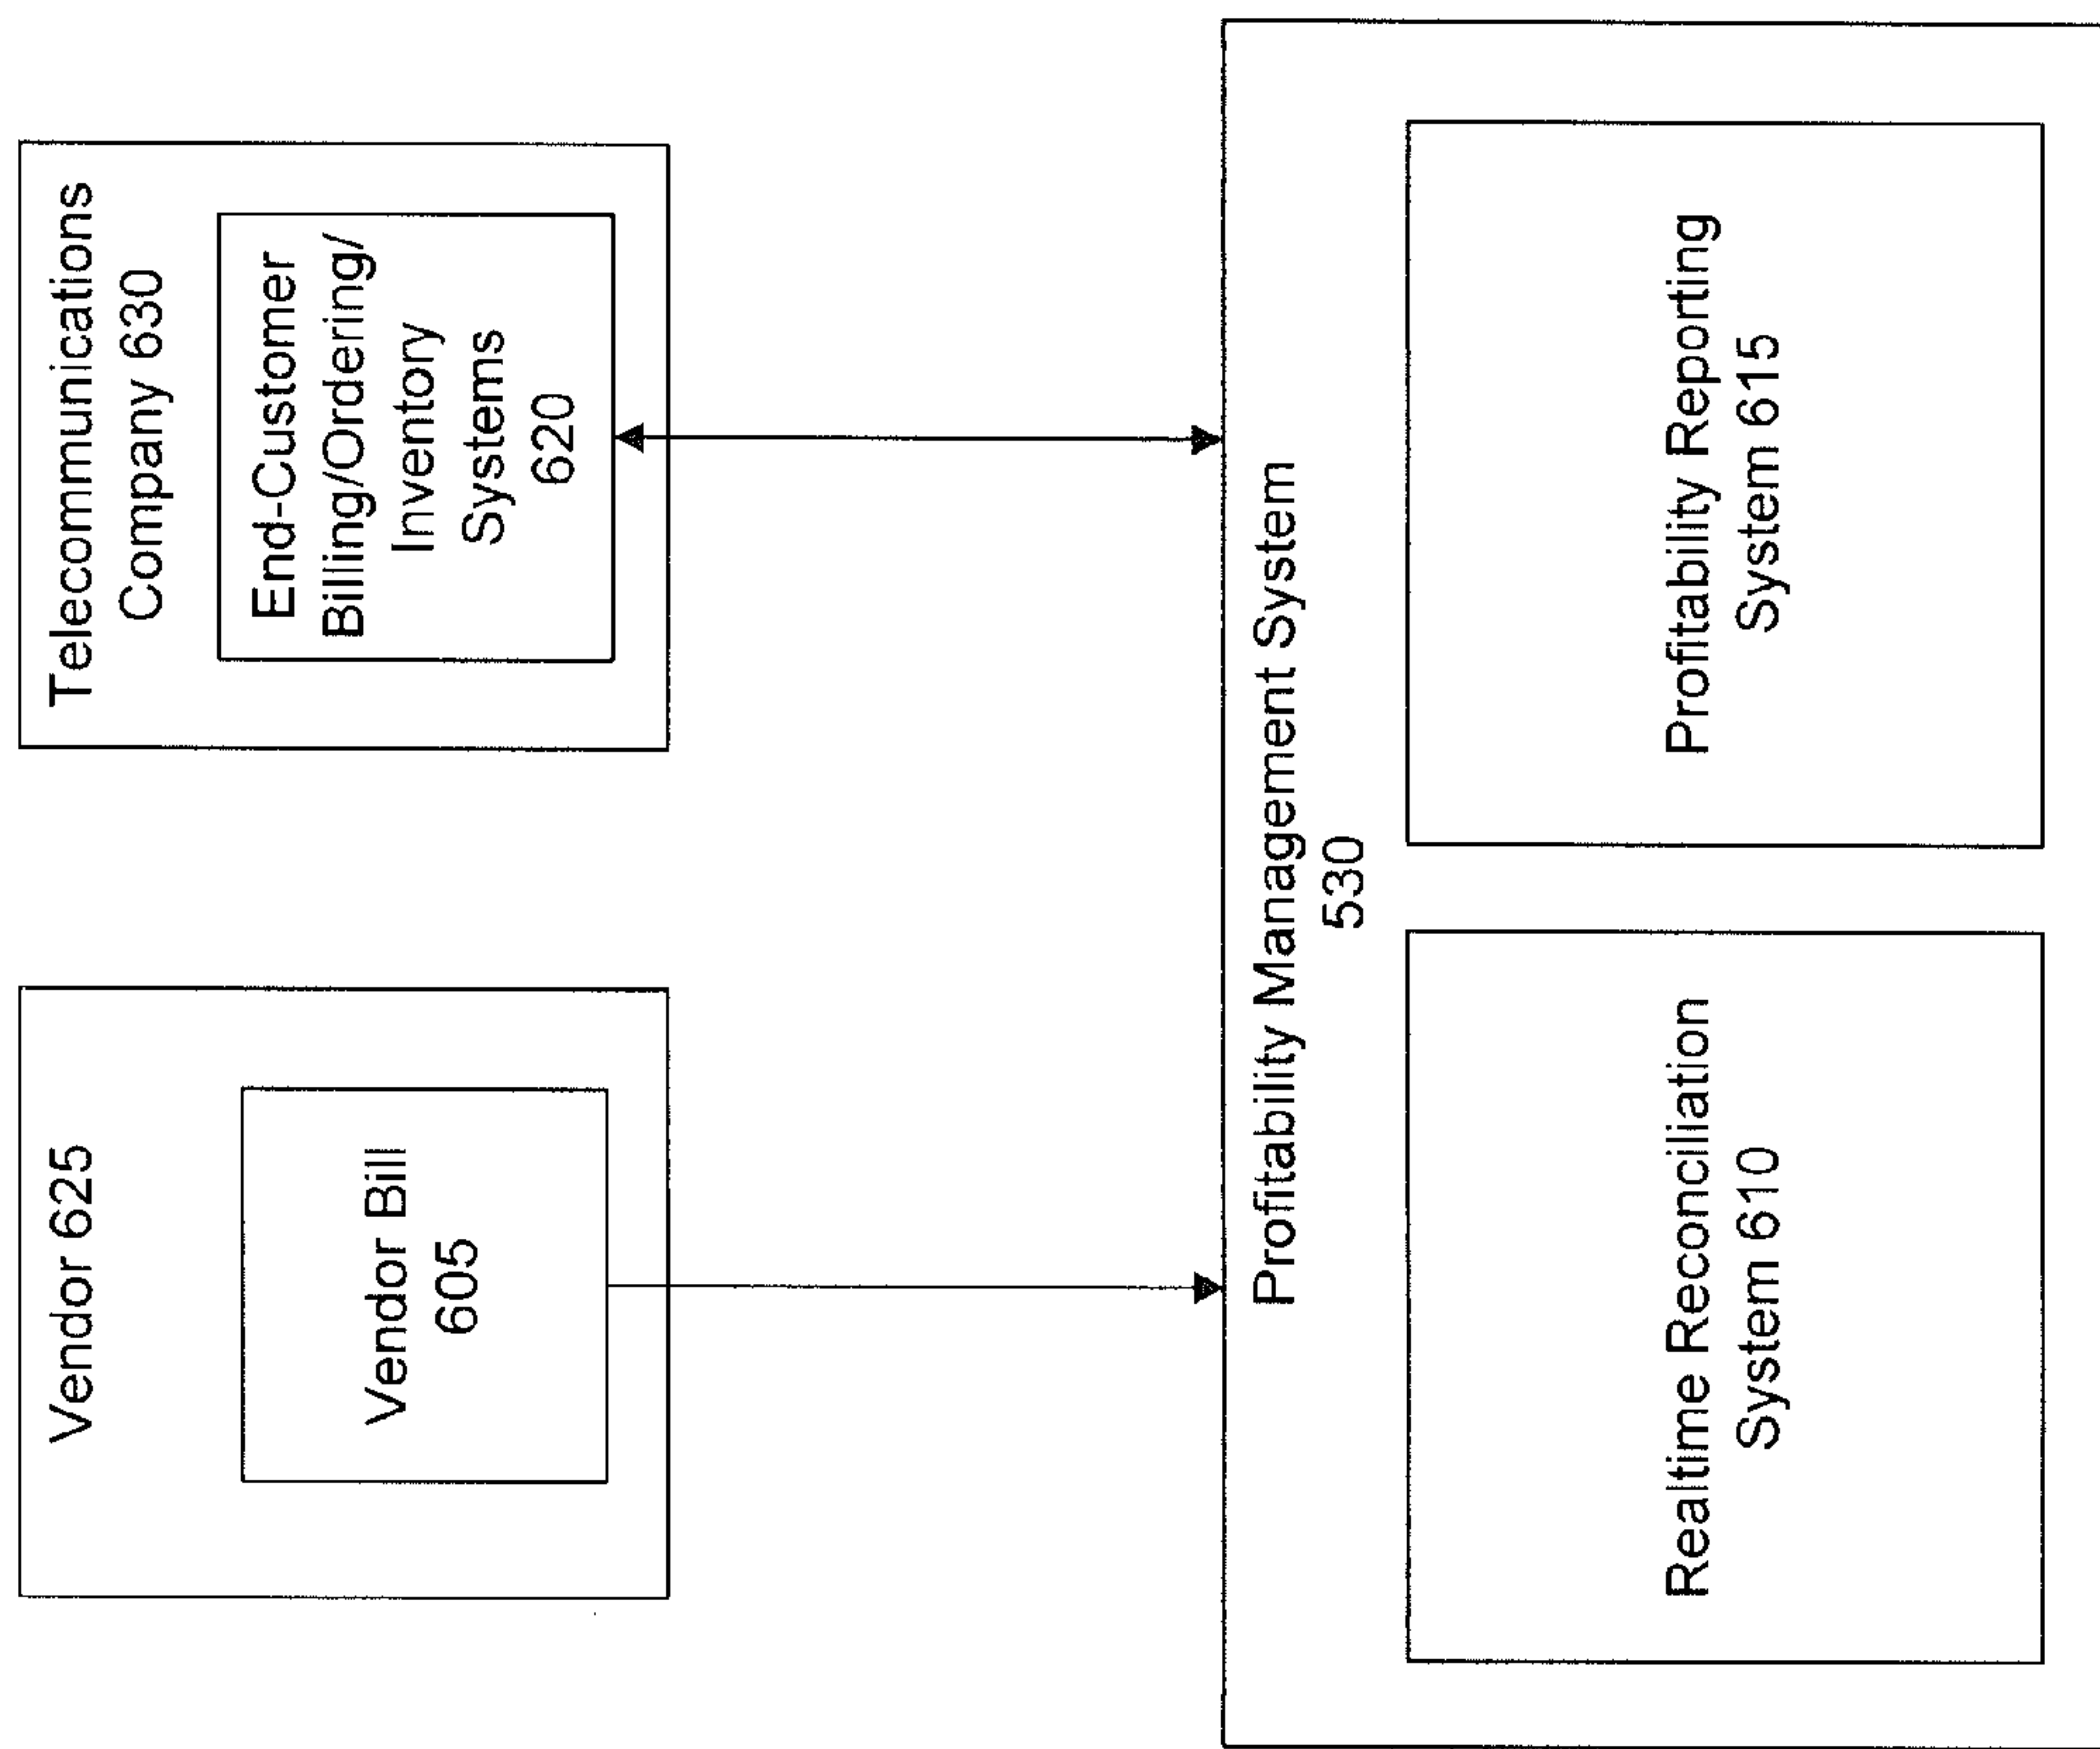 Vendor 625
Vendor Bill
605
Telecommunications
Company 630
End-Customer
Billing/Ordering/
Inventory
Systems
620
Profitability Management System
530
Realtime Reconciliation
System 610
Profitability Reporting
System 615